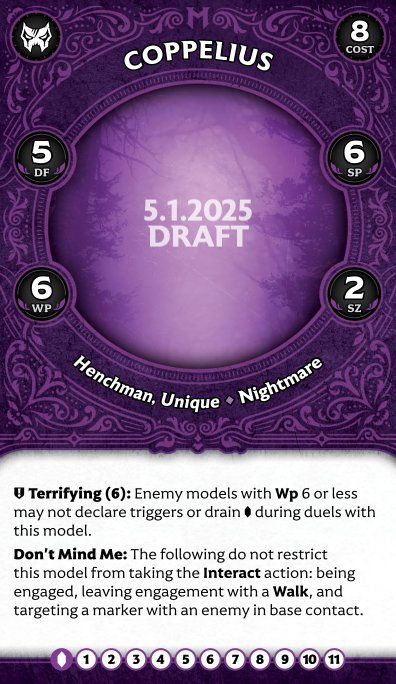 COPPELIUS
8
COST
5
DF
6
SP
5.1.2025
DRAFT
6
WP
2
SZ
Henchman, Unique ◆ Nightmare
Terrifying (6): Enemy models with Wp 6 or less
may not declare triggers or drain during duels with
this model.
Don't Mind Me: The following do not restrict
this model from taking the Interact action: being
engaged, leaving engagement with a Walk, and
targeting a marker with an enemy in base contact.
1 2 3 4 5 6 7 8 9 10 11